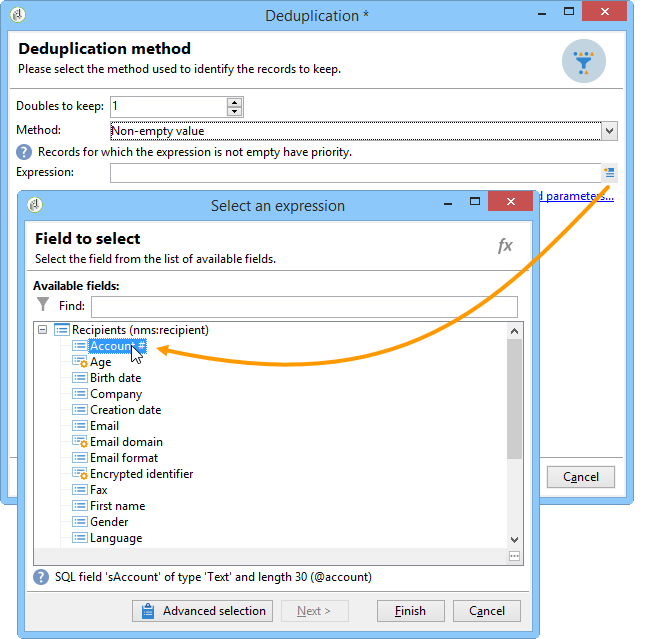 Deduplication *
Deduplication method
Please select the method used to identify the records to keep.
Doubles to keep: 1
Method: Non-empty value
Records for which the expression is not empty have priority.
Expression:
parameters...
Select an expression
Field to select
Select the field from the list of available fields.
fx
Available fields:
Find:
Recipients (nms:recipient)
Account #
Age
Birth date
Company
Creation date
Email
Email domain
Email format
Encrypted identifier
Fax
First name
Gender
Language
SQL field 'sAccount' of type 'Text' and length 30 (@account)
Advanced selection Next > Finish Cancel
Cancel